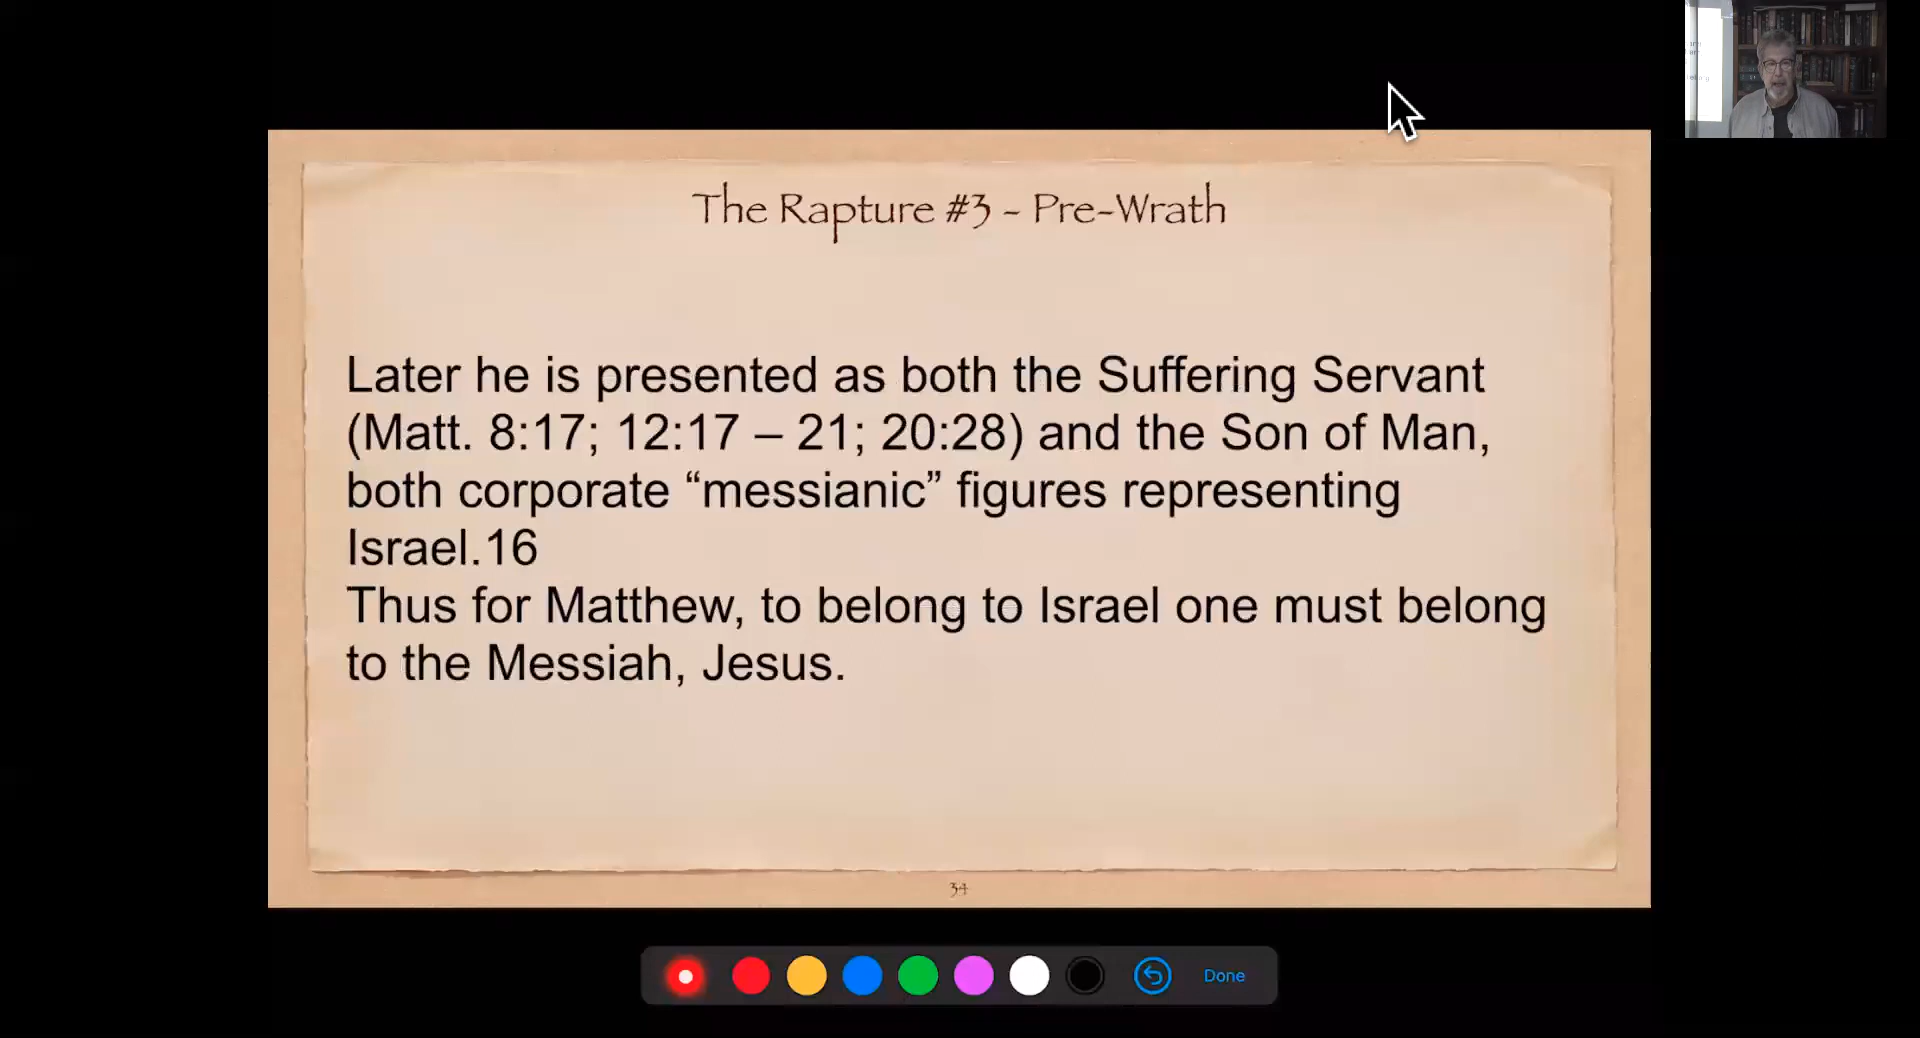 The Rapture #3 - Pre-Wrath
Later he is presented as both the Suffering Servant
(Matt. 8:17; 12:17 – 21; 20:28) and the Son of Man,
both corporate “messianic” figures representing
Israel.16
Thus for Matthew, to belong to Israel one must belong
to the Messiah, Jesus.
34
Done